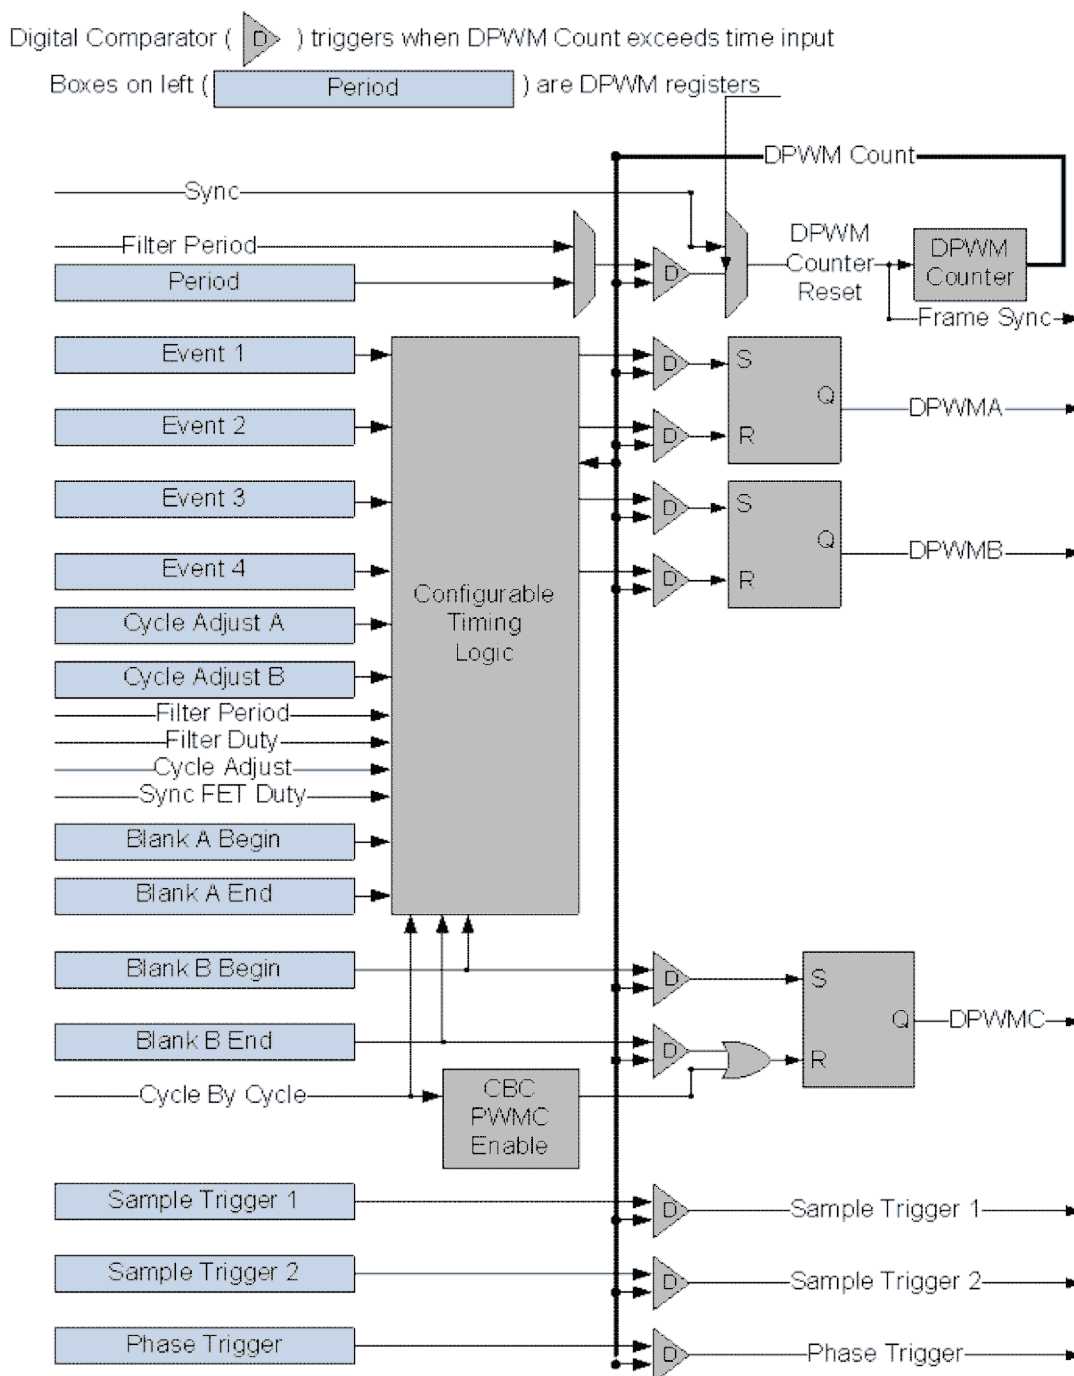 Digital Comparator ( D ) triggers when DPWM Count exceeds time input
Boxes on left ( Period ) are DPWM registers
DPWM Count
Sync
Filter Period
Period
D
DPWM
Counter
Reset
DPWM
Counter
Frame Sync
Event 1
D
S
Q
DPWMA
Event 2
D
R
Event 3
D
S
Q
DPWMB
Event 4
D
R
Configurable
Timing
Logic
Cycle Adjust A
Cycle Adjust B
Filter Period
Filter Duty
Cycle Adjust
Sync FET Duty
Blank A Begin
Blank A End
Blank B Begin
D
S
Q
DPWMC
Blank B End
D
R
Cycle By Cycle
CBC
PWMC
Enable
Sample Trigger 1
D
Sample Trigger 1
Sample Trigger 2
D
Sample Trigger 2
Phase Trigger
D
Phase Trigger